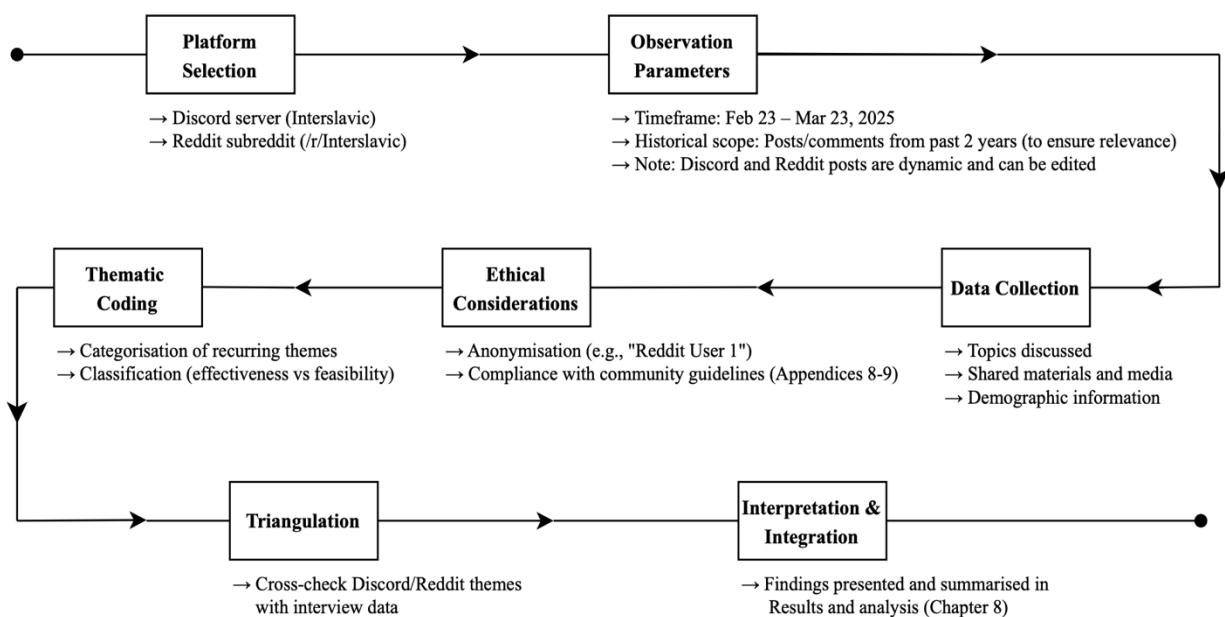 Platform
Selection
Observation
Parameters
→ Discord server (Interslavic)
→ Reddit subreddit (/r/Interslavic)
→ Timeframe: Feb 23 – Mar 23, 2025
→ Historical scope: Posts/comments from past 2 years (to ensure relevance)
→ Note: Discord and Reddit posts are dynamic and can be edited
Data Collection
→ Topics discussed
→ Shared materials and media
→ Demographic information
Ethical
Considerations
→ Anonymisation (e.g., "Reddit User 1")
→ Compliance with community guidelines (Appendices 8-9)
Thematic
Coding
→ Categorisation of recurring themes
→ Classification (effectiveness vs feasibility)
Triangulation
→ Cross-check Discord/Reddit themes
with interview data
Interpretation &
Integration
→ Findings presented and summarised in
Results and analysis (Chapter 8)